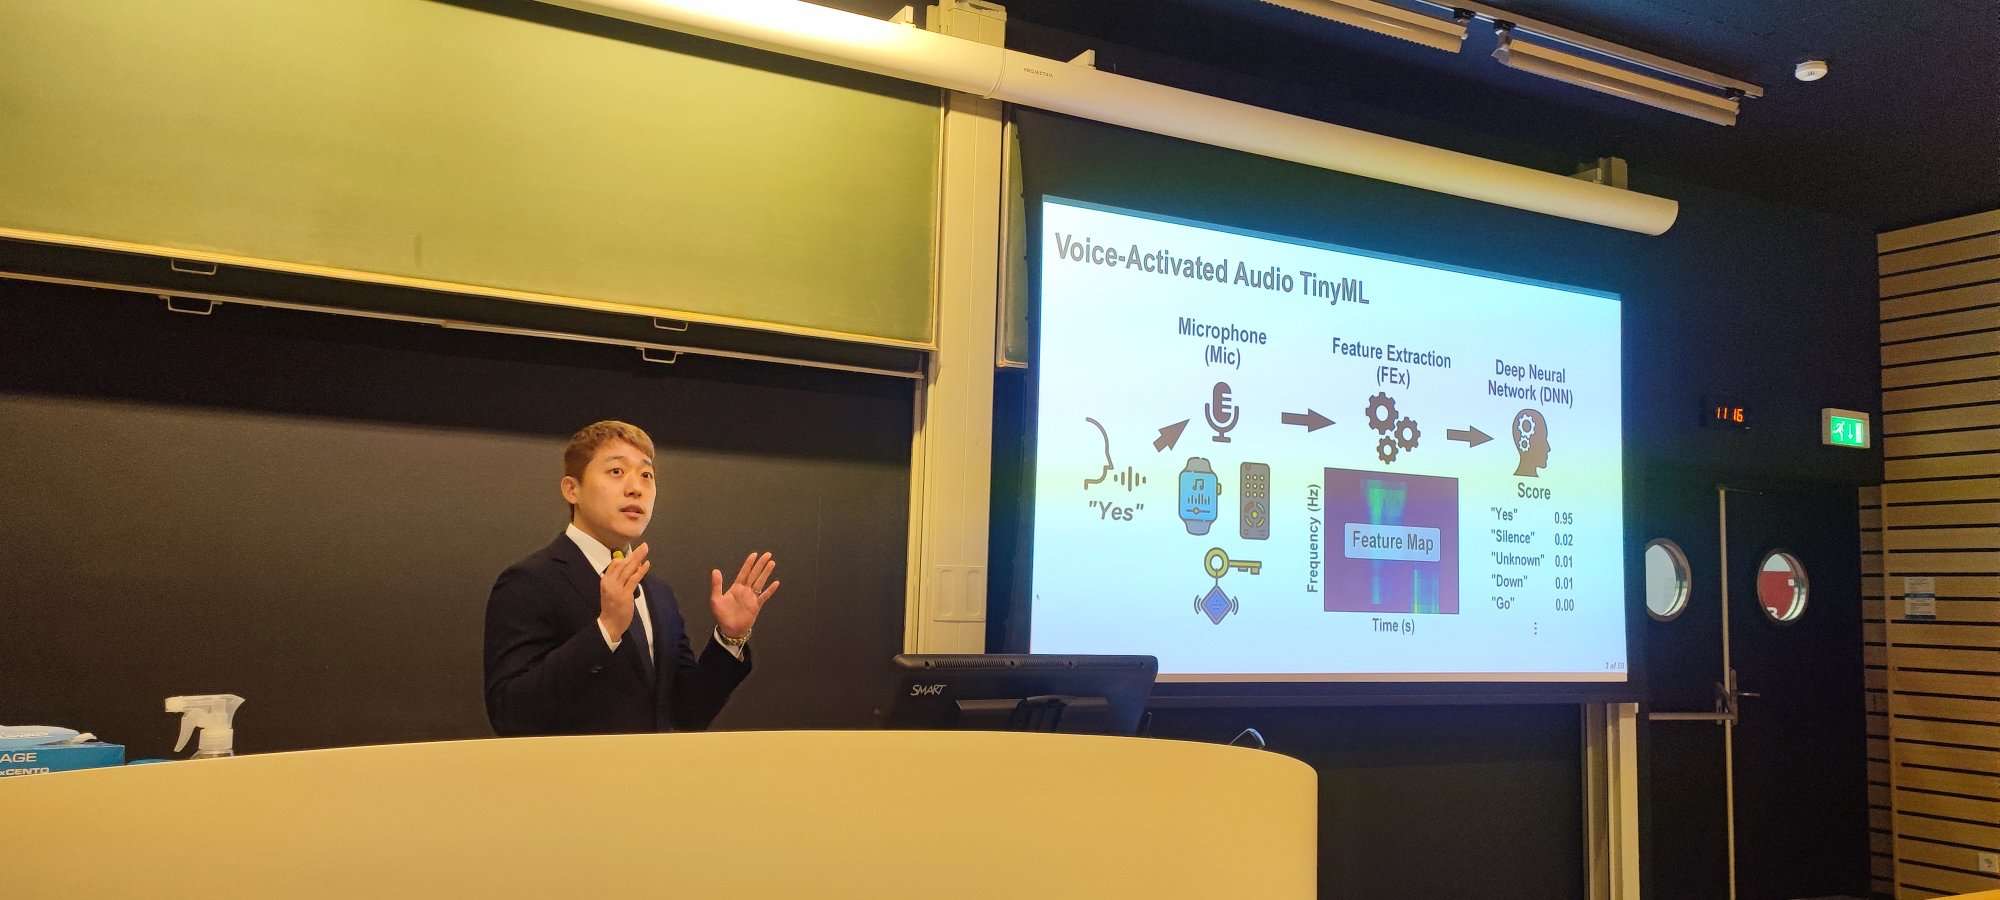 PROJECTA
Voice-Activated Audio TinyML
Microphone
(Mic)
Feature Extraction
(FEx)
Deep Neural
Network (DNN)
"Yes"
Frequency (Hz)
Feature Map
Time (s)
Score
"Yes" 0.95
"Silence" 0.02
"Unknown" 0.01
"Down" 0.01
"Go" 0.00
11 16
SMART
AGE
CENTO